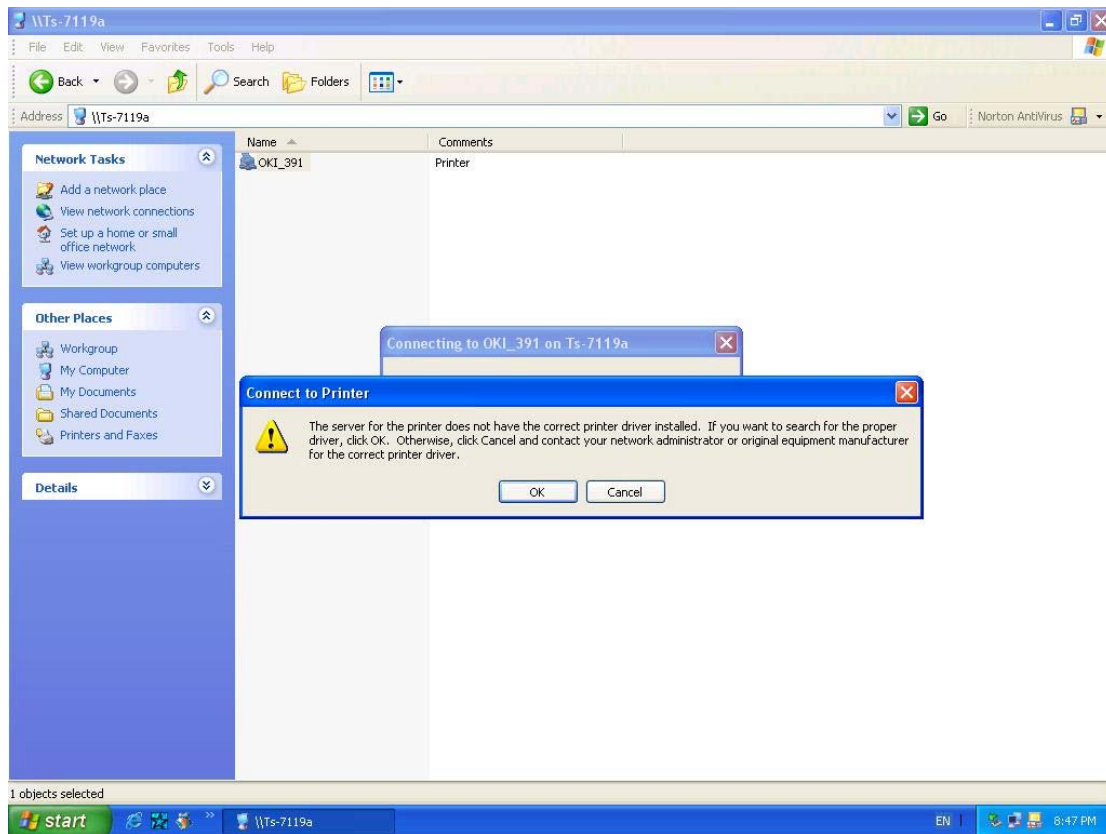 \\Ts-7119a
File Edit View Favorites Tools Help
Back Search Folders
Address \\Ts-7119a Go Norton AntiVirus
Name Comments
Network Tasks
OKI_391 Printer
Add a network place
View network connections
Set up a home or small
office network
View workgroup computers
Other Places
Workgroup
My Computer
My Documents
Shared Documents
Printers and Faxes
Details
Connecting to OKI_391 on Ts-7119a
Connect to Printer
The server for the printer does not have the correct printer driver installed. If you want to search for the proper
driver, click OK. Otherwise, click Cancel and contact your network administrator or original equipment manufacturer
for the correct printer driver.
OK Cancel
1 objects selected
start \\Ts-7119a EN 8:47 PM